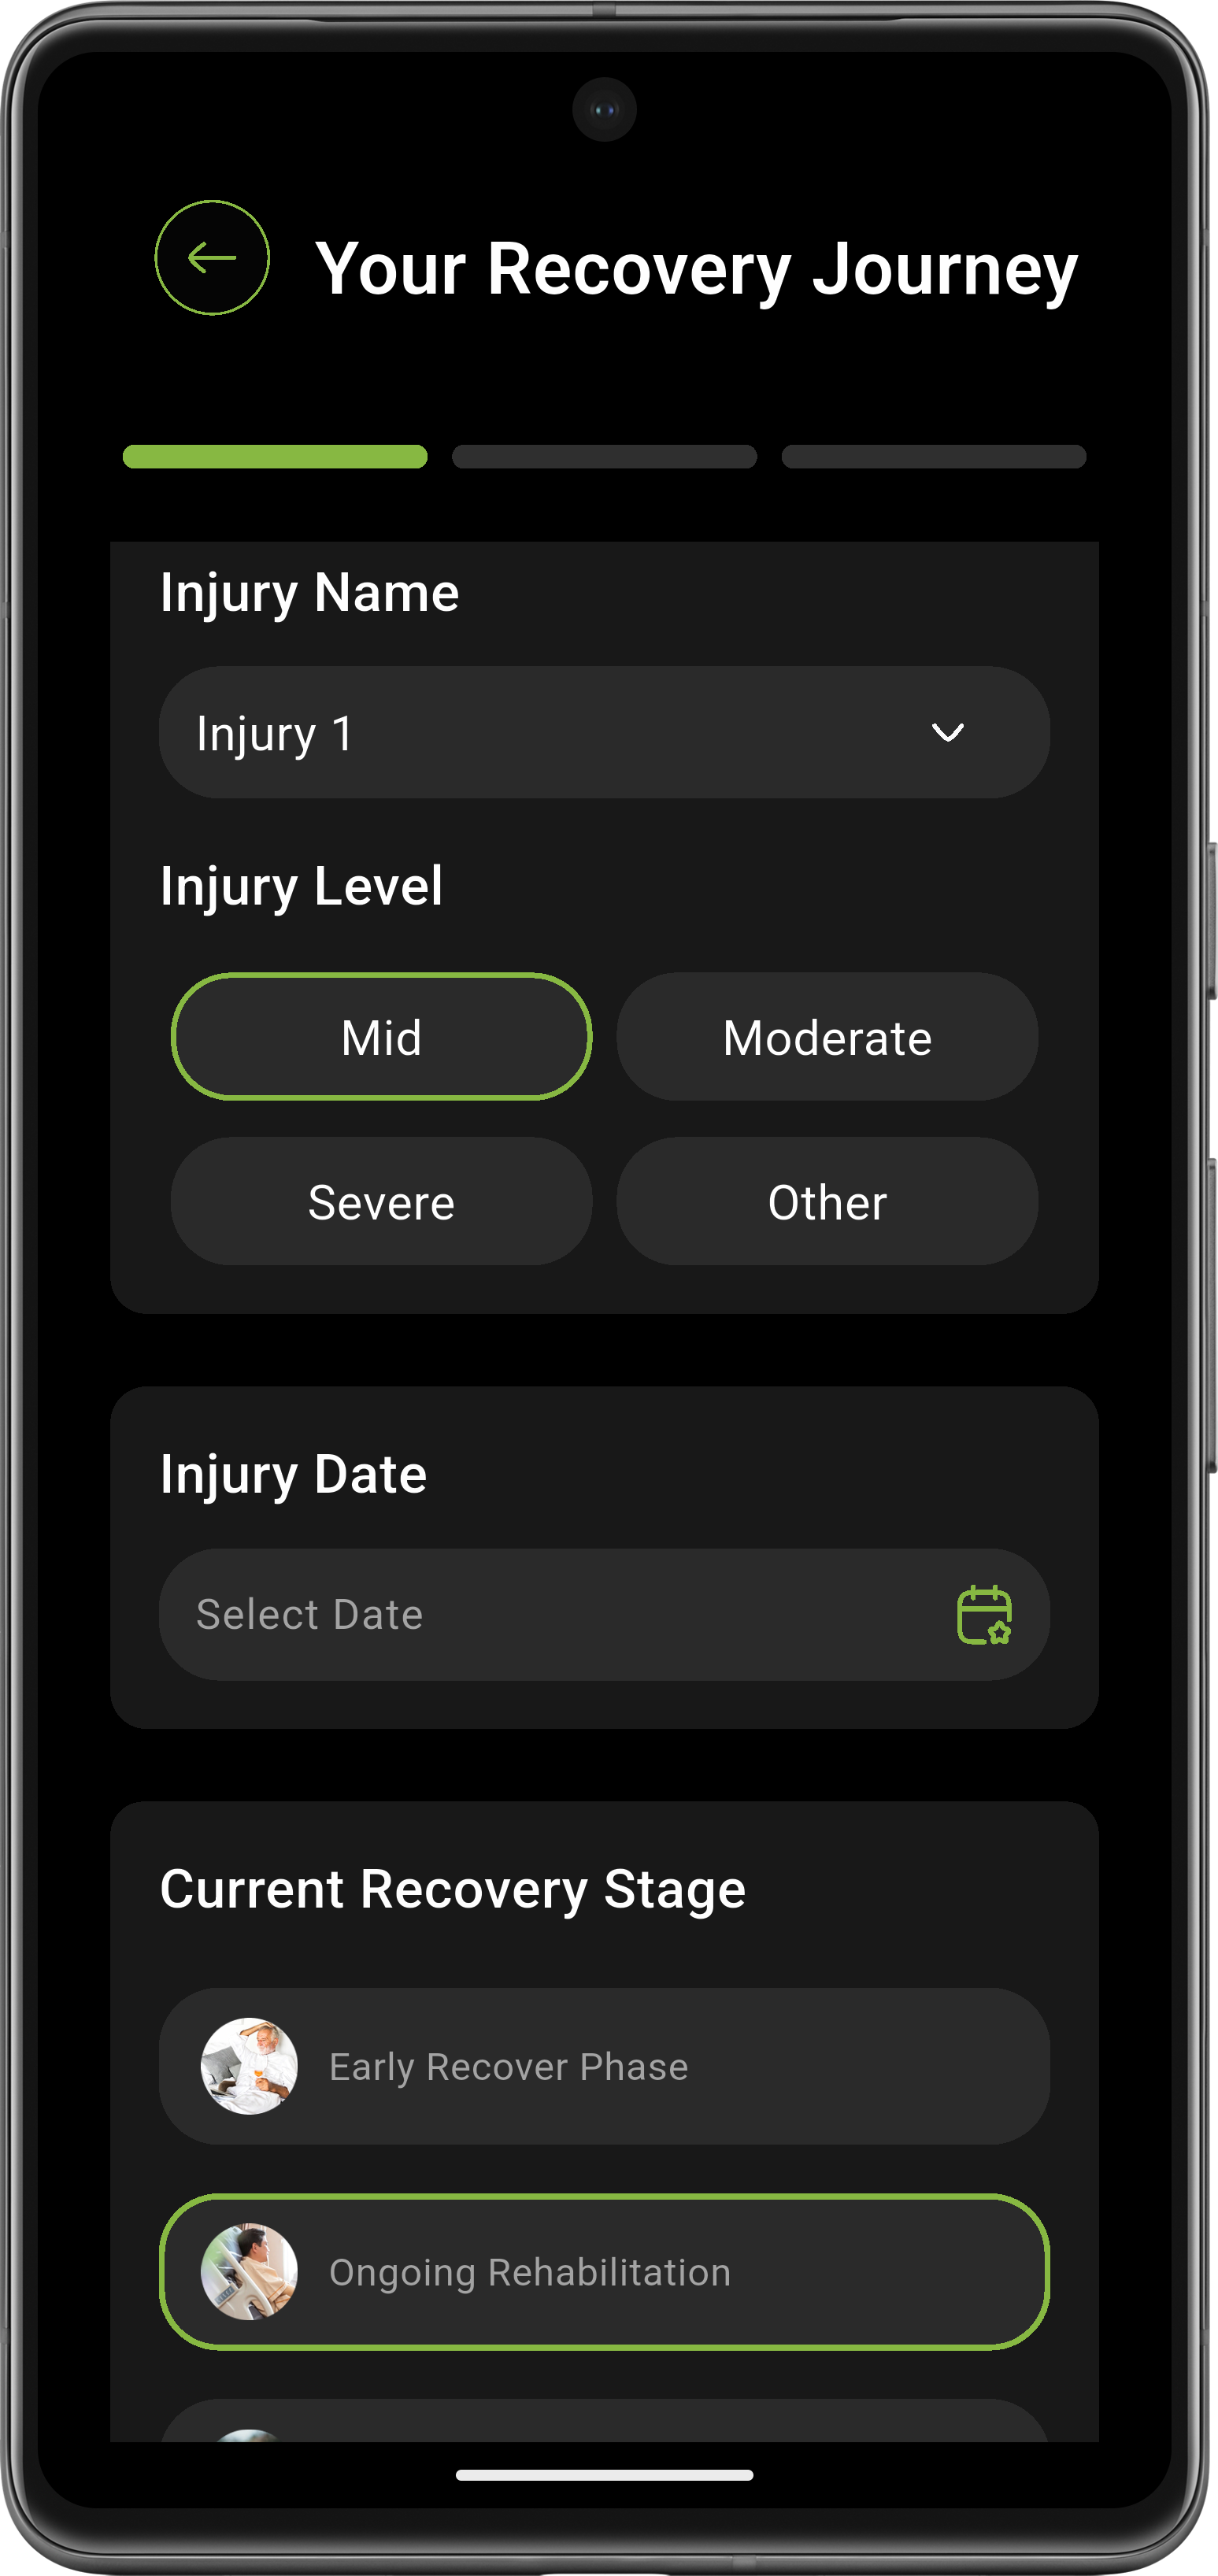 Your Recovery Journey
Injury Name
Injury 1
Injury Level
Mid
Moderate
Severe
Other
Injury Date
Select Date
Current Recovery Stage
Early Recover Phase
Ongoing Rehabilitation